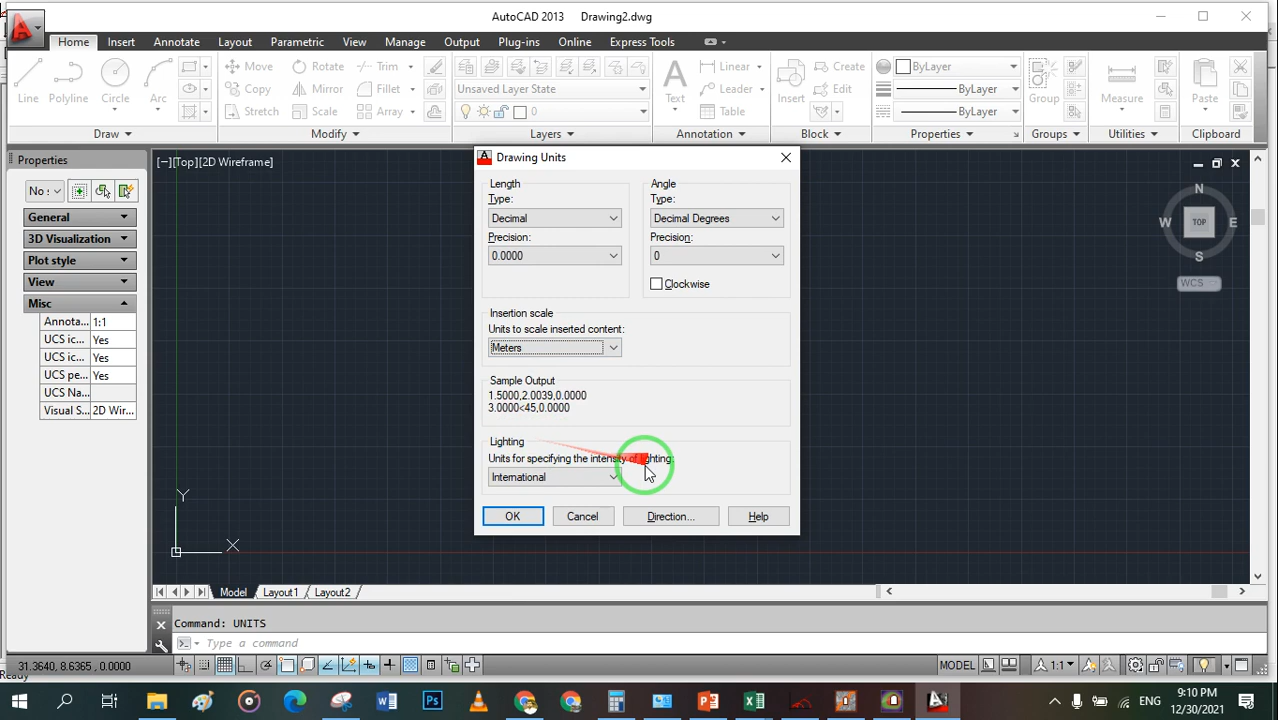 AutoCAD 2013 Drawing2.dwg
Home Insert Annotate Layout Parametric View Manage Output Plug-ins Online Express Tools
Move Rotate Trim
Copy Mirror Fillet
Stretch Scale Array
Line Polyline Circle Arc
Unsaved Layer State
0
Text
Linear
Leader
Table
Insert
Create
Edit
ByLayer
ByLayer
ByLayer
Group
Measure
Paste
Draw Modify Layers Annotation Block Properties Groups Utilities Clipboard
Properties
No s
General
3D Visualization
Plot style
View
Misc
Annota... 1:1
UCS ic... Yes
UCS ic... Yes
UCS pe... Yes
UCS Na...
Visual S... 2D Wir...
[−][Top][2D Wireframe]
N
W TOP E
S
WCS
Drawing Units
Length
Type:
Decimal
Precision:
0.0000
Angle
Type:
Decimal Degrees
Precision:
0
Clockwise
Insertion scale
Units to scale inserted content:
Meters
Sample Output
1.5000,2.0039,0.0000
3.0000<45,0.0000
Lighting
Units for specifying the intensity of lighting:
International
OK Cancel Direction... Help
Y
X
Model Layout1 Layout2
Command: UNITS
Type a command
31.3640, 8.6365 , 0.0000
MODEL
1:1
Ready
ENG
9:10 PM
12/30/2021